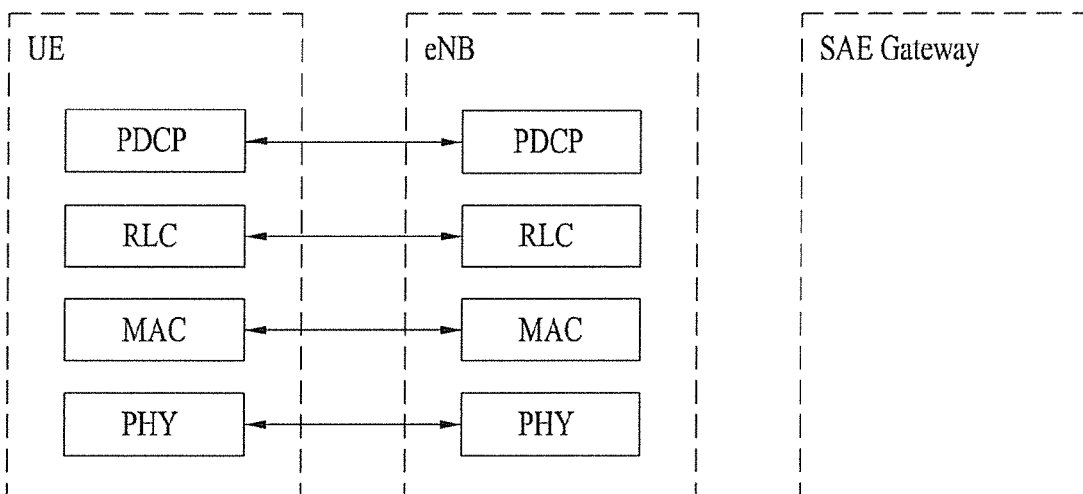 UE
eNB
SAE Gateway
PDCP
PDCP
RLC
RLC
MAC
MAC
PHY
PHY